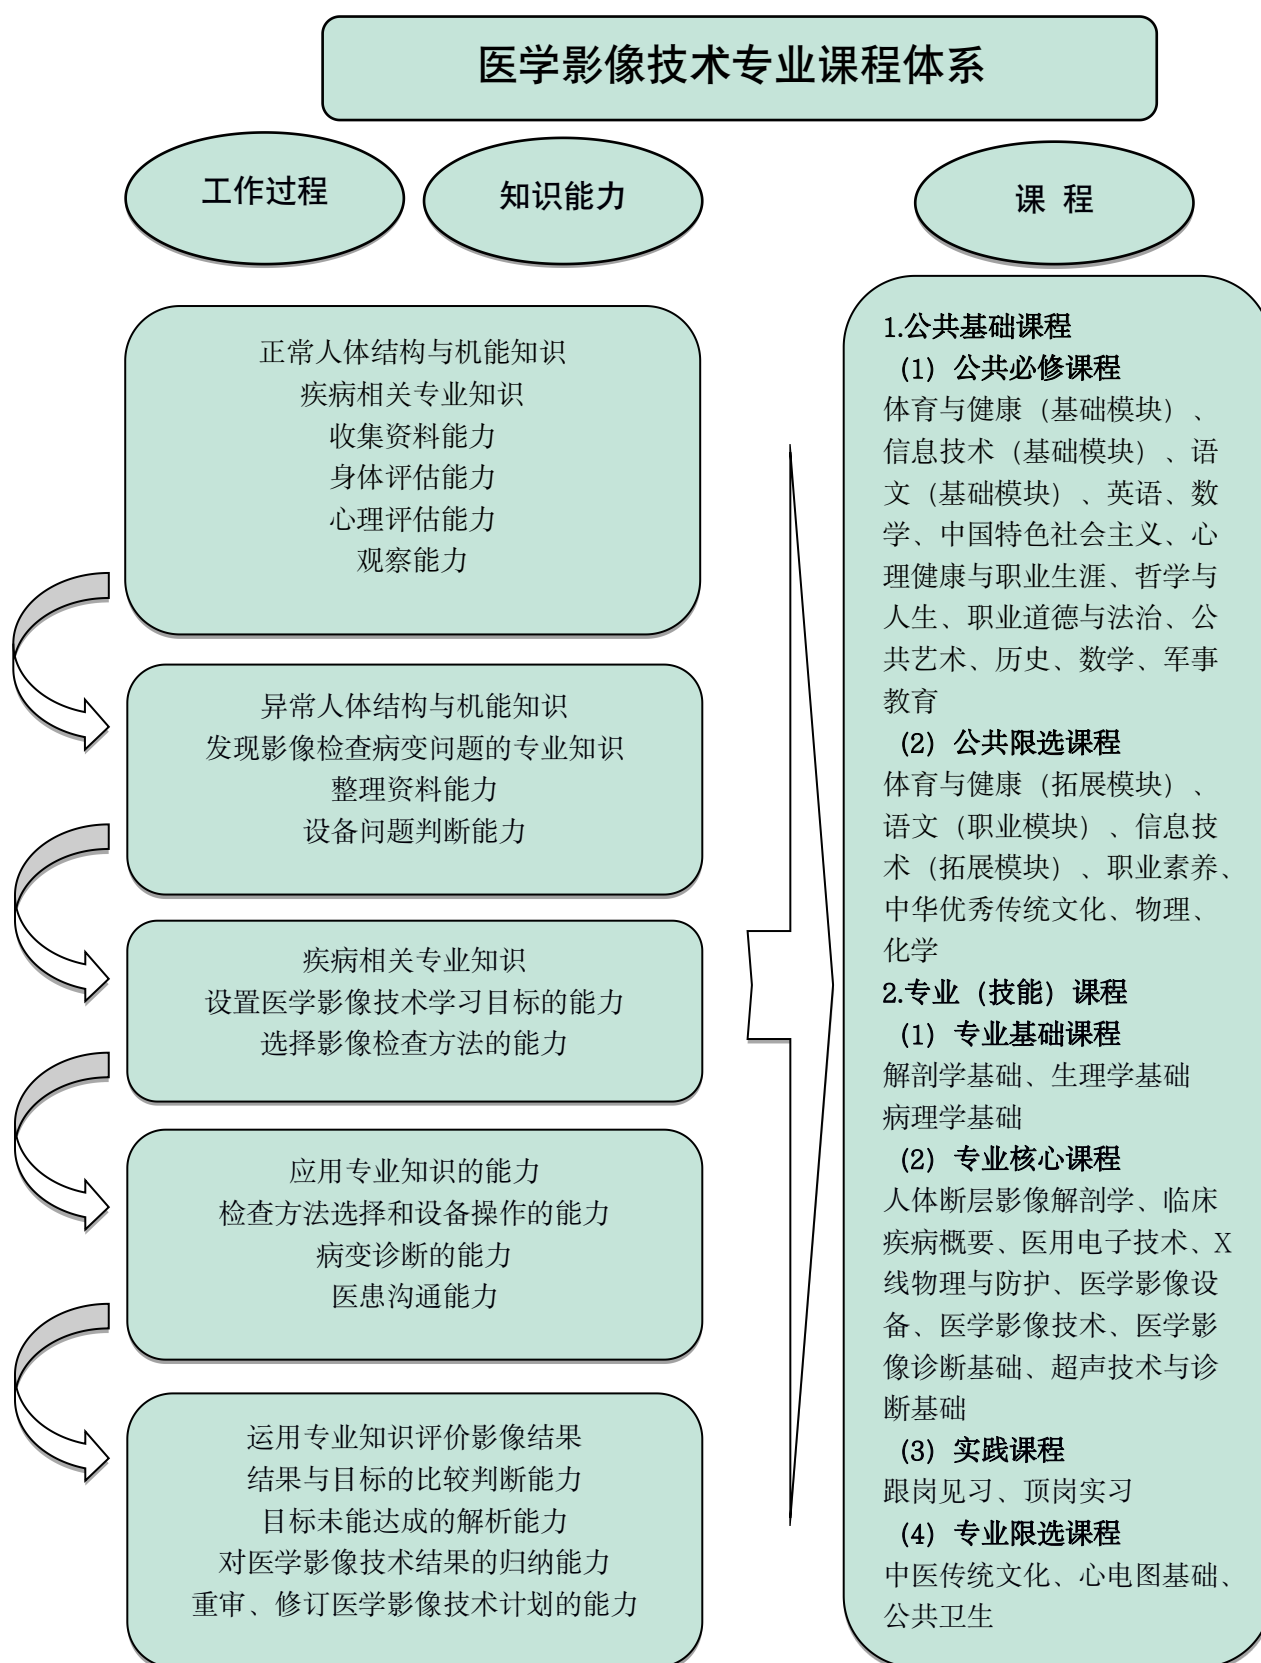 医学影像技术专业课程体系
工作过程
知识能力
课 程
正常人体结构与机能知识
疾病相关专业知识
收集资料能力
身体评估能力
心理评估能力
观察能力
异常人体结构与机能知识
发现影像检查病变问题的专业知识
整理资料能力
设备问题判断能力
疾病相关专业知识
设置医学影像技术学习目标的能力
选择影像检查方法的能力
应用专业知识的能力
检查方法选择和设备操作的能力
病变诊断的能力
医患沟通能力
运用专业知识评价影像结果
结果与目标的比较判断能力
目标未能达成的解析能力
对医学影像技术结果的归纳能力
重审、修订医学影像技术计划的能力
1.公共基础课程
（1）公共必修课程
体育与健康（基础模块）、
信息技术（基础模块）、语
文（基础模块）、英语、数
学、中国特色社会主义、心
理健康与职业生涯、哲学与
人生、职业道德与法治、公
共艺术、历史、数学、军事
教育
（2）公共限选课程
体育与健康（拓展模块）、
语文（职业模块）、信息技
术（拓展模块）、职业素养、
中华优秀传统文化、物理、
化学
2.专业（技能）课程
（1）专业基础课程
解剖学基础、生理学基础
病理学基础
（2）专业核心课程
人体断层影像解剖学、临床
疾病概要、医用电子技术、X
线物理与防护、医学影像设
备、医学影像技术、医学影
像诊断基础、超声技术与诊
断基础
（3）实践课程
跟岗见习、顶岗实习
（4）专业限选课程
中医传统文化、心电图基础、
公共卫生